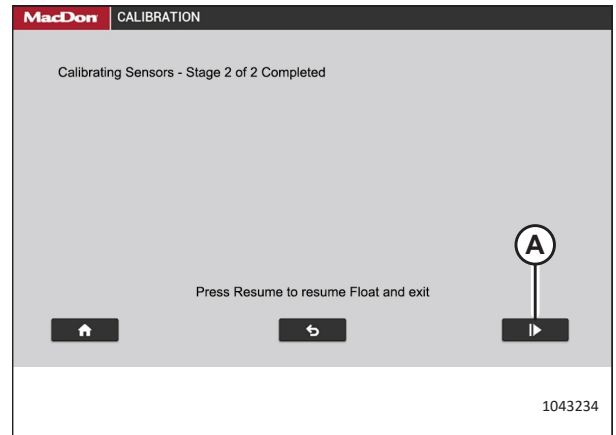 MacDon CALIBRATION
Calibrating Sensors - Stage 2 of 2 Completed
A
Press Resume to resume Float and exit
1043234